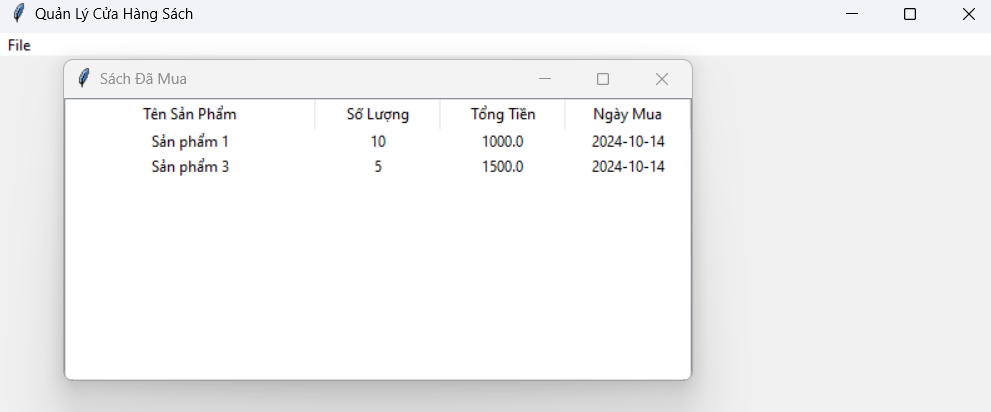 Quản Lý Cửa Hàng Sách
File
Sách Đã Mua
Tên Sản Phẩm Số Lượng Tổng Tiền Ngày Mua
Sản phẩm 1 10 1000.0 2024-10-14
Sản phẩm 3 5 1500.0 2024-10-14